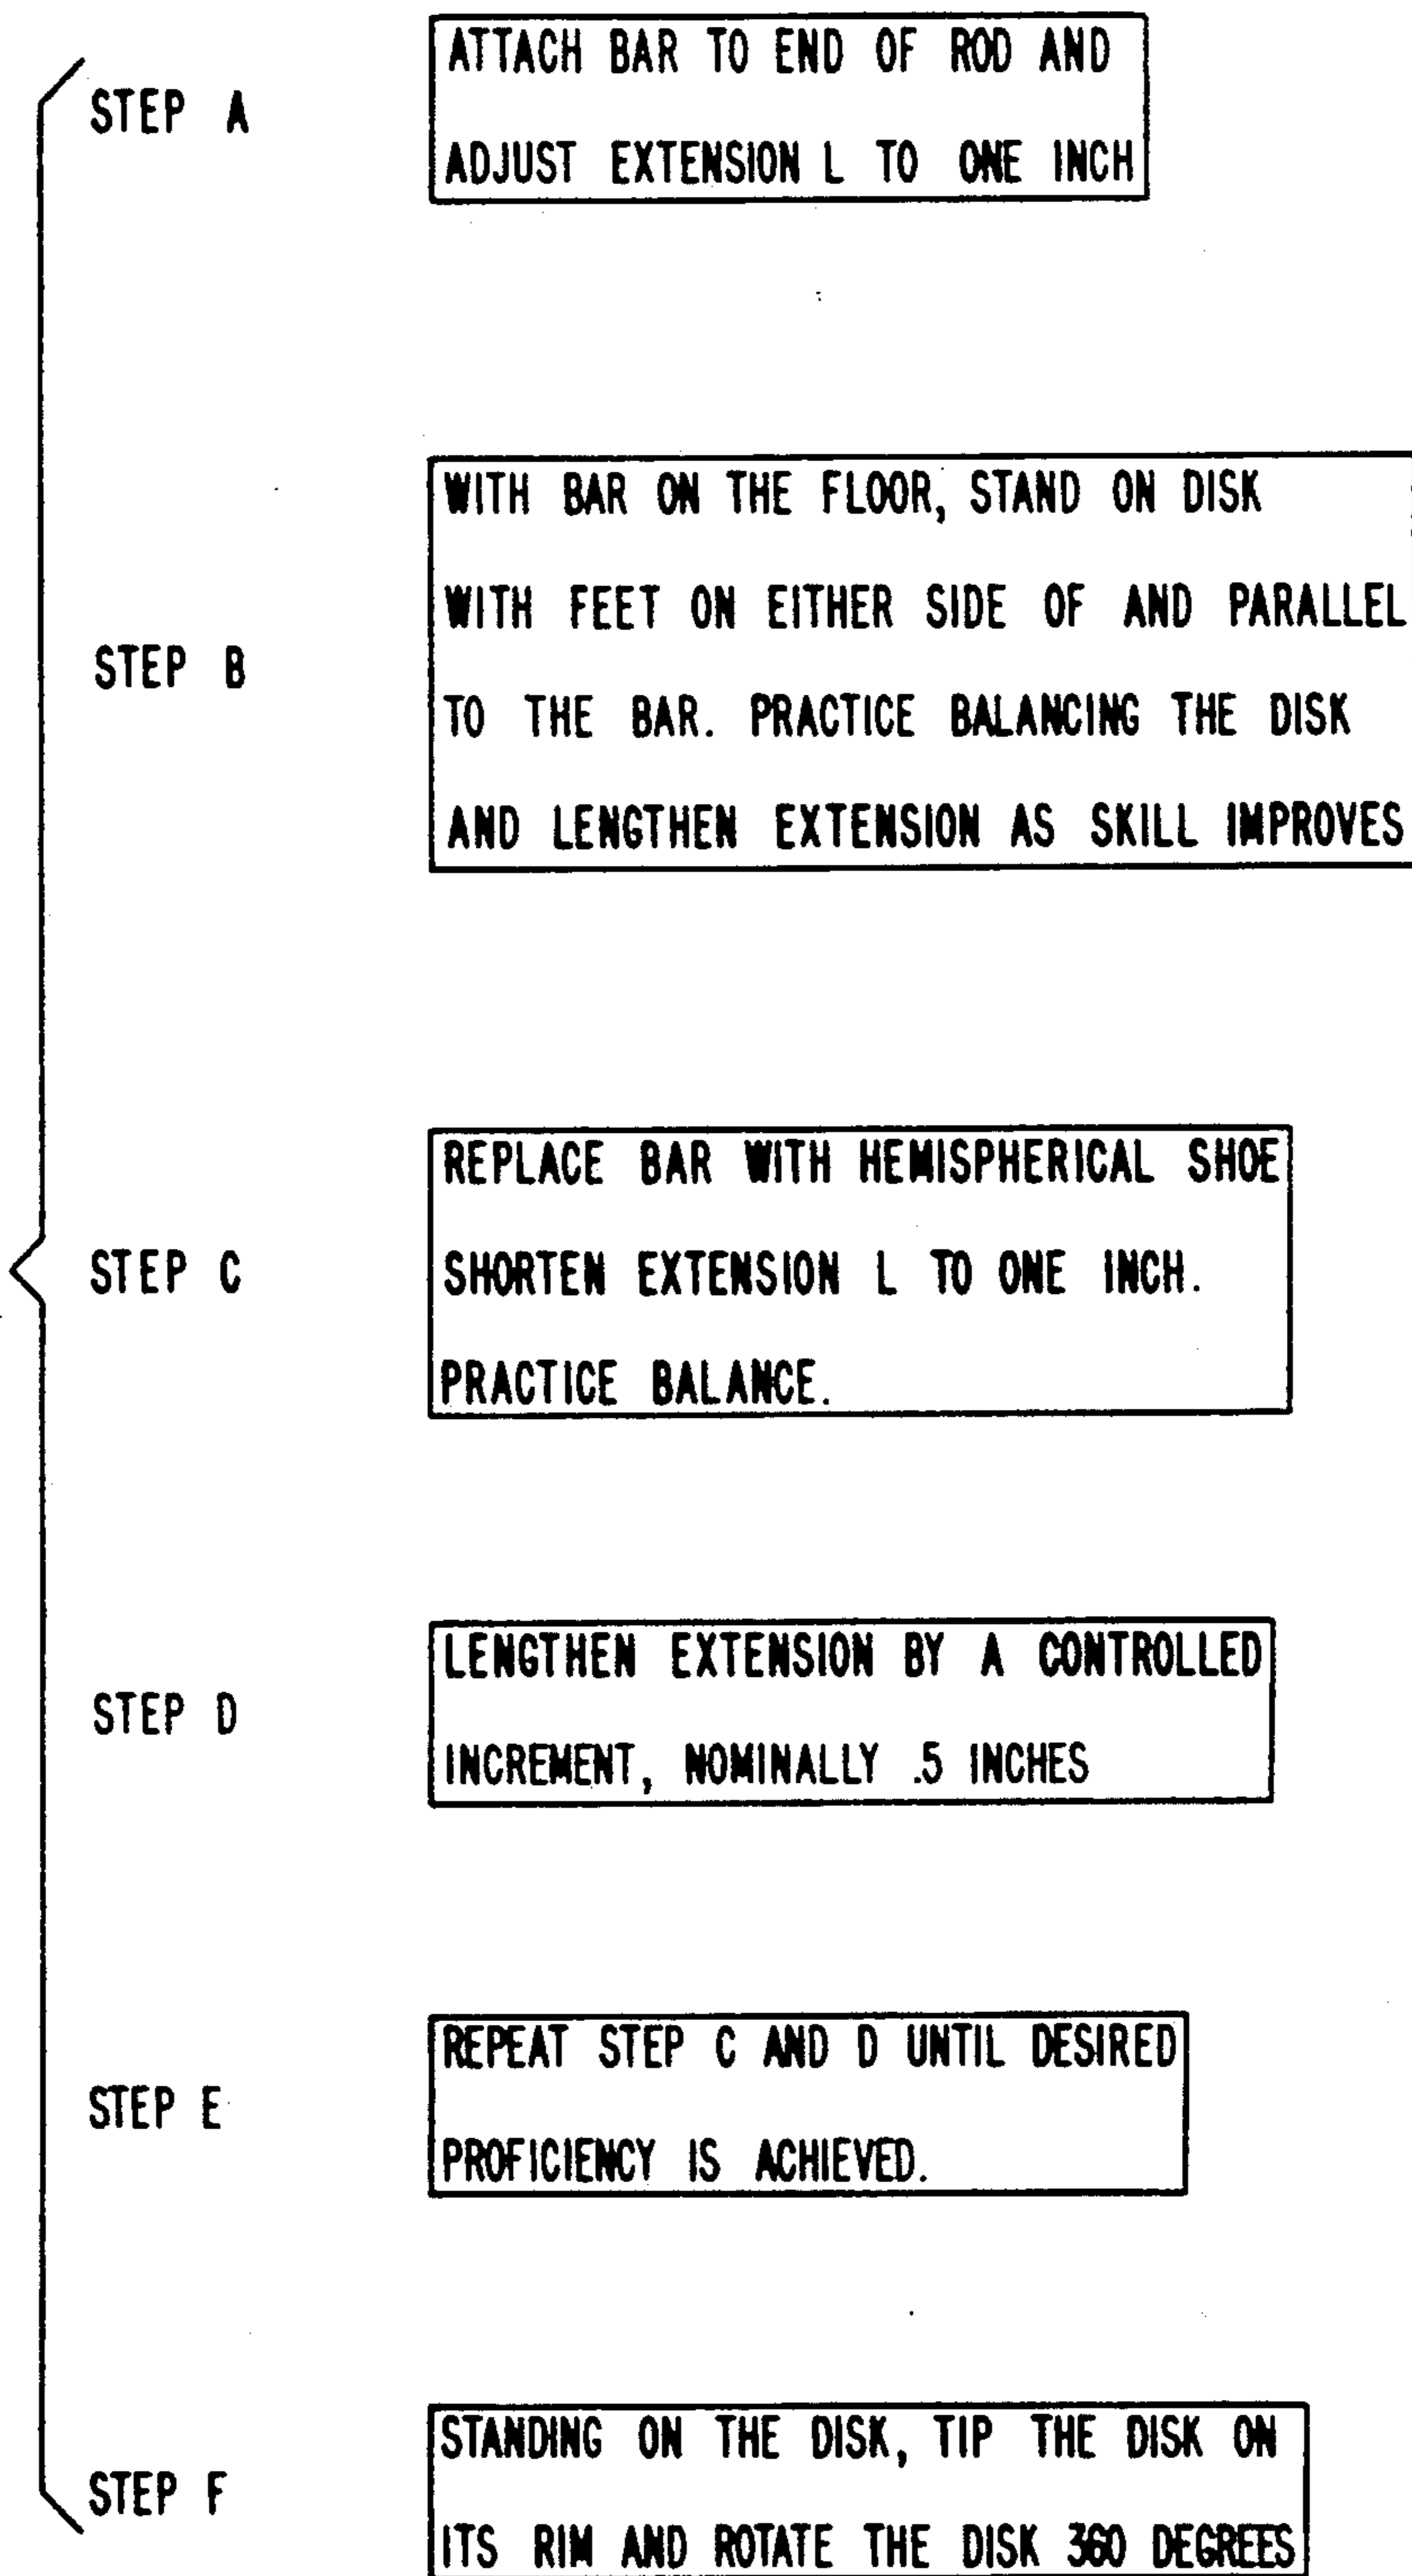 STEP A
ATTACH BAR TO END OF ROD AND
ADJUST EXTENSION L TO ONE INCH
STEP B
WITH BAR ON THE FLOOR, STAND ON DISK
WITH FEET ON EITHER SIDE OF AND PARALLEL
TO THE BAR. PRACTICE BALANCING THE DISK
AND LENGTHEN EXTENSION AS SKILL IMPROVES
STEP C
REPLACE BAR WITH HEMISPHERICAL SHOE
SHORTEN EXTENSION L TO ONE INCH.
PRACTICE BALANCE.
STEP D
LENGTHEN EXTENSION BY A CONTROLLED
INCREMENT, NOMINALLY .5 INCHES
STEP E
REPEAT STEP C AND D UNTIL DESIRED
PROFICIENCY IS ACHIEVED.
STEP F
STANDING ON THE DISK, TIP THE DISK ON
ITS RIM AND ROTATE THE DISK 360 DEGREES